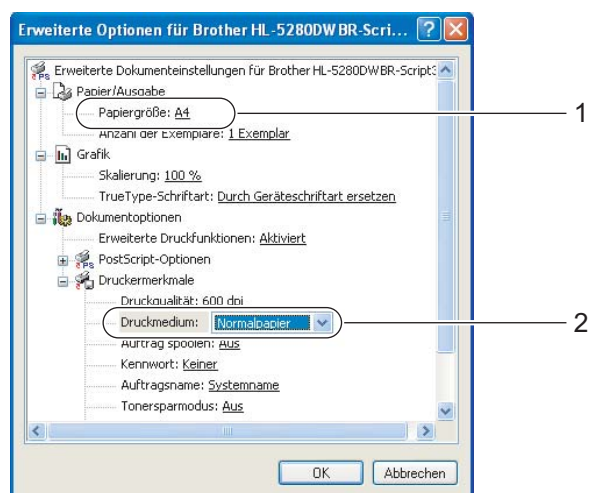 Erweiterte Optionen für Brother HL-5280DW BR-Scri...
Erweiterte Dokumenteinstellungen für Brother HL-5280DW BR-Script3
Papier/Ausgabe
Papiergröße: A4
1
Anzahl der Exemplare: 1 Exemplar
Grafik
Skalierung: 100 %
TrueType-Schriftart: Durch Geräteschriftart ersetzen
Dokumentoptionen
Erweiterte Druckfunktionen: Aktiviert
PostScript-Optionen
Druckermerkmale
Druckqualität: 600 dpi
Druckmedium: Normalpapier
2
Auftrag spoolen: Aus
Kennwort: Keiner
Auftragsname: Systemname
Tonersparmodus: Aus
OK Abbrechen